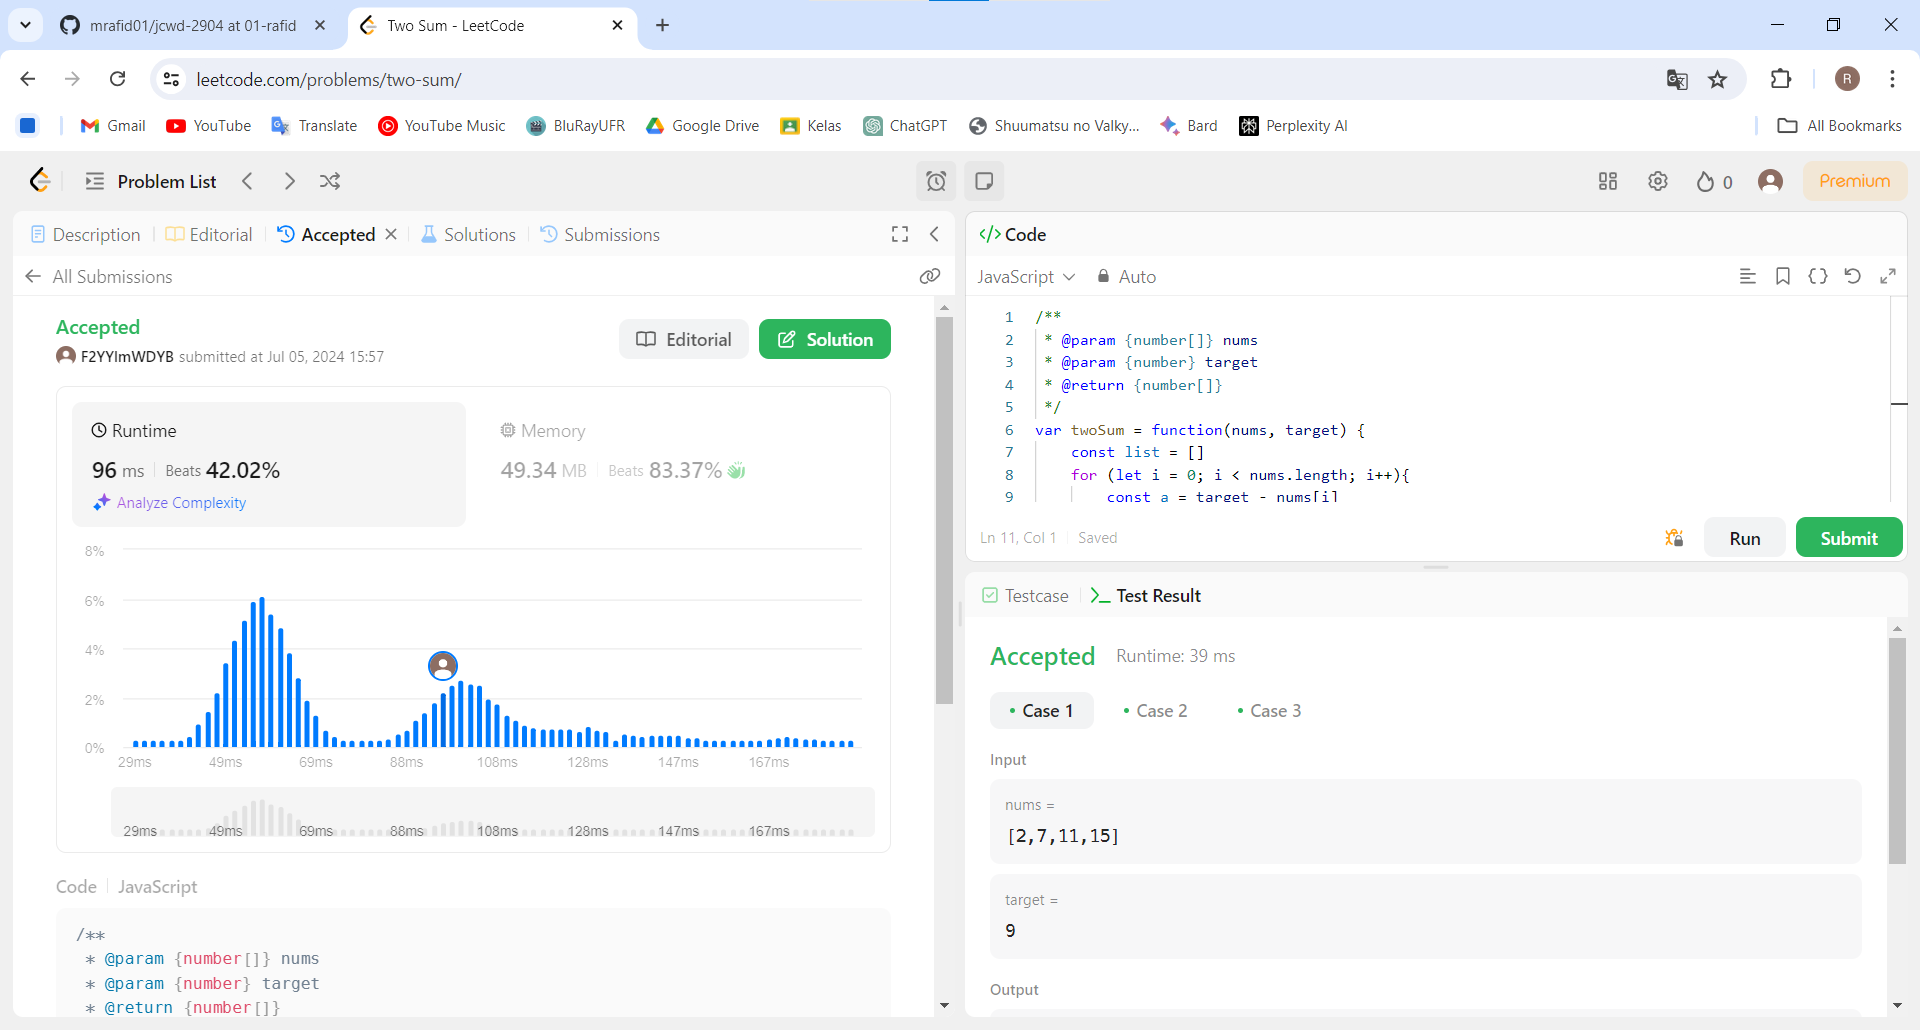 mrafid01/jcwd-2904 at 01-rafid
Two Sum - LeetCode
leetcode.com/problems/two-sum/
R
Gmail YouTube Translate YouTube Music BluRayUFR Google Drive Kelas ChatGPT Shuumatsu no Valky... Bard Perplexity AI All Bookmarks
Problem List 0 Premium
Description Editorial Accepted Solutions Submissions
All Submissions
Accepted
F2YYImWDYB submitted at Jul 05, 2024 15:57
Editorial Solution
Runtime
96 ms Beats 42.02%
Analyze Complexity
Memory
49.34 MB Beats 83.37%
8%
6%
4%
2%
0%
29ms 49ms 69ms 88ms 108ms 128ms 147ms 167ms
29ms 49ms 69ms 88ms 108ms 128ms 147ms 167ms
Code JavaScript
/**
* @param {number[]} nums
* @param {number} target
* @return {number[]}
</> Code
JavaScript Auto
1 /**
2 * @param {number[]} nums
3 * @param {number} target
4 * @return {number[]}
5 */
6 var twoSum = function(nums, target) {
7 const list = []
8 for (let i = 0; i < nums.length; i++){
9 const a = target - nums[i]
Ln 11, Col 1 Saved
Run Submit
Testcase >_ Test Result
Accepted Runtime: 39 ms
• Case 1 • Case 2 • Case 3
Input
nums =
[2,7,11,15]
target =
9
Output